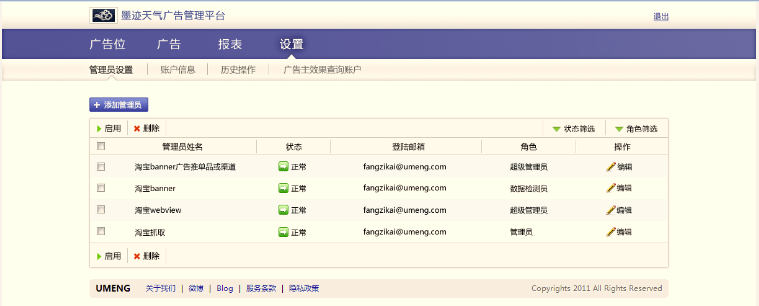 墨迹天气广告管理平台 退出
广告位 广告 报表 设置
管理员设置 账户信息 历史操作 广告主效果查询账户
+ 添加管理员
启用 删除 状态筛选 角色筛选
管理员姓名 状态 登陆邮箱 角色 操作
淘宝banner广告推单品或渠道 正常 fangzikai@umeng.com 超级管理员 编辑
淘宝banner 正常 fangzikai@umeng.com 数据检测员 编辑
淘宝webview 正常 fangzikai@umeng.com 超级管理员 编辑
淘宝抓取 正常 fangzikai@umeng.com 管理员 编辑
启用 删除
UMENG 关于我们 | 微博 | Blog | 服务条款 | 隐私政策 Copyrights 2011 All Rights Reserved